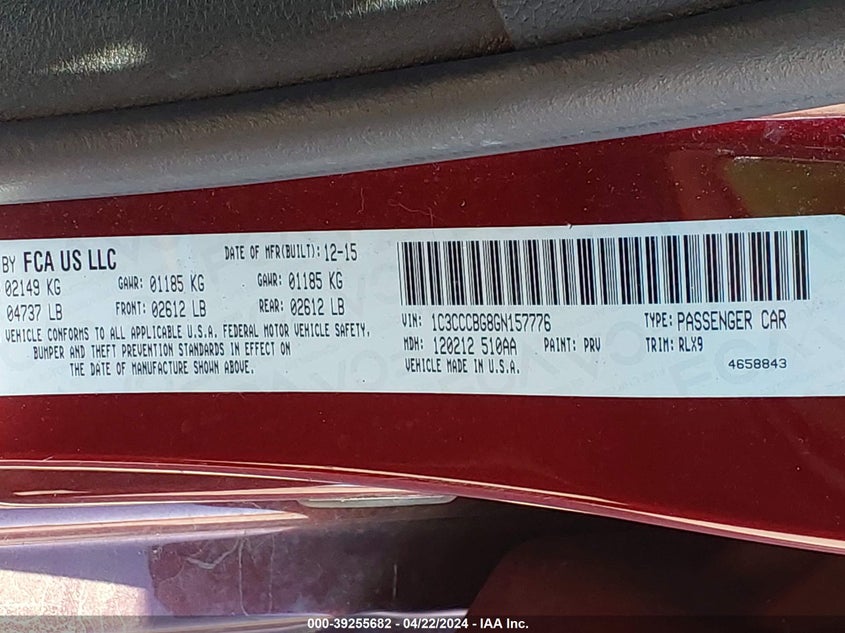 BY FCA US LLC
DATE OF MFR(BUILT): 12-15
02149 KG GAWR: 01185 KG GAWR: 01185 KG
04737 LB FRONT: 02612 LB REAR: 02612 LB
VEHICLE CONFORMS TO ALL APPLICABLE U.S.A. FEDERAL MOTOR VEHICLE SAFETY,
BUMPER AND THEFT PREVENTION STANDARDS IN EFFECT ON
THE DATE OF MANUFACTURE SHOWN ABOVE.
VIN: 1C3CCCBG8GN157776 TYPE: PASSENGER CAR
MDH: 120212 510AA PAINT: PRV TRIM: RLX9
VEHICLE MADE IN U.S.A. 4658843
000-39255682 / 04/22/2024 - IAA Inc.